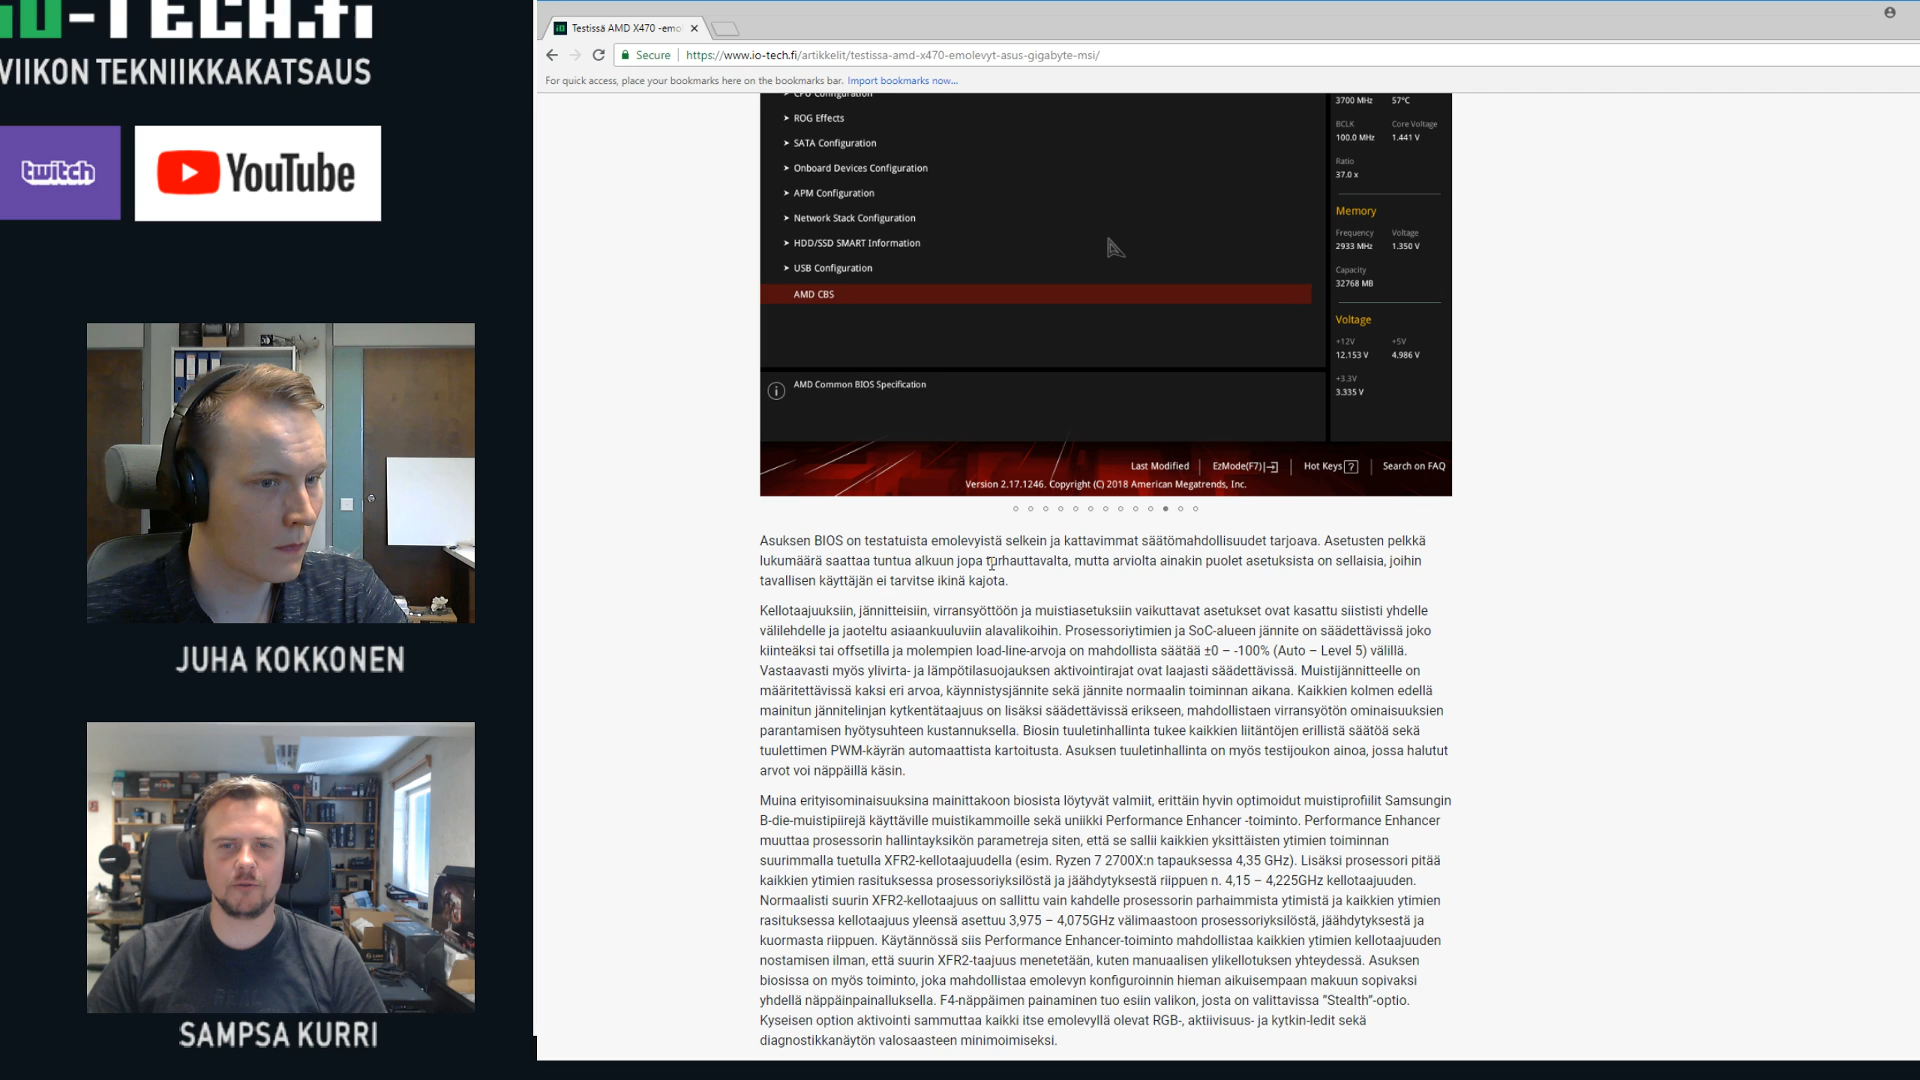 io-TECH.fi
VIIKON TEKNIIKKAKATSAUS
twitch
YouTube
JUHA KOKKONEN
SAMPSA KURRI
Testissä AMD X470 -emo
Secure
https://www.io-tech.fi/artikkelit/testissa-amd-x470-emolevyt-asus-gigabyte-msi/
For quick access, place your bookmarks here on the bookmarks bar. Import bookmarks now...
CPU Configuration
ROG Effects
SATA Configuration
Onboard Devices Configuration
APM Configuration
Network Stack Configuration
HDD/SSD SMART Information
USB Configuration
AMD CBS
AMD Common BIOS Specification
3700 MHz 57°C
BCLK Core Voltage
100.0 MHz 1.441 V
Ratio
37.0 x
Memory
Frequency Voltage
2933 MHz 1.350 V
Capacity
32768 MB
Voltage
+12V +5V
12.153 V 4.986 V
+3.3V
3.335 V
Last Modified EzMode(F7) Hot Keys ? Search on FAQ
Version 2.17.1246. Copyright (C) 2018 American Megatrends, Inc.
Asuksen BIOS on testatuista emolevyistä selkein ja kattavimmat säätömahdollisuudet tarjoava. Asetusten pelkkä
lukumäärä saattaa tuntua alkuun jopa turhauttavalta, mutta arviolta ainakin puolet asetuksista on sellaisia, joihin
tavallisen käyttäjän ei tarvitse ikinä kajota.
Kellotaajuuksiin, jännitteisiin, virransyöttöön ja muistiasetuksiin vaikuttavat asetukset ovat kasattu siististi yhdelle
välilehdelle ja jaoteltu asiaankuuluviin alavalikoihin. Prosessoriytimien ja SoC-alueen jännite on säädettävissä joko
kiinteäksi tai offsetilla ja molempien load-line-arvoja on mahdollista säätää ±0 – -100% (Auto – Level 5) välillä.
Vastaavasti myös ylivirta- ja lämpötilasuojauksen aktivointirajat ovat laajasti säädettävissä. Muistijännitteelle on
määritettävissä kaksi eri arvoa, käynnistysjännite sekä jännite normaalin toiminnan aikana. Kaikkien kolmen edellä
mainitun jännitelinjan kytkentätaajuus on lisäksi säädettävissä erikseen, mahdollistaen virransyötön ominaisuuksien
parantamisen hyötysuhteen kustannuksella. Biosin tuuletinhallinta tukee kaikkien liitäntöjen erillistä säätöä sekä
tuulettimen PWM-käyrän automaattista kartoitusta. Asuksen tuuletinhallinta on myös testijoukon ainoa, jossa halutut
arvot voi näppäillä käsin.
Muina erityisominaisuuksina mainittakoon biosista löytyvät valmiit, erittäin hyvin optimoidut muistiprofiilit Samsungin
B-die-muistipiirejä käyttäville muistikammoille sekä uniikki Performance Enhancer -toiminto. Performance Enhancer
muuttaa prosessorin hallintayksikön parametreja siten, että se sallii kaikkien yksittäisten ytimien toiminnan
suurimmalla tuetulla XFR2-kellotaajuudella (esim. Ryzen 7 2700X:n tapauksessa 4,35 GHz). Lisäksi prosessori pitää
kaikkien ytimien rasituksessa prosessoriyksilöstä ja jäähdytyksestä riippuen n. 4,15 – 4,225GHz kellotaajuuden.
Normaalisti suurin XFR2-kellotaajuus on sallittu vain kahdelle prosessorin parhaimmista ytimistä ja kaikkien ytimien
rasituksessa kellotaajuus yleensä asettuu 3,975 – 4,075GHz välimaastoon prosessoriyksilöstä, jäähdytyksestä ja
kuormasta riippuen. Käytännössä siis Performance Enhancer-toiminto mahdollistaa kaikkien ytimien kellotaajuuden
nostamisen ilman, että suurin XFR2-taajuus menetetään, kuten manuaalisen ylikellotuksen yhteydessä. Asuksen
biosissa on myös toiminto, joka mahdollistaa emolevyn konfiguroinnin hieman aikuisempaan makuun sopivaksi
yhdellä näppäinpainalluksella. F4-näppäimen painaminen tuo esiin valikon, josta on valittavissa ”Stealth”-optio.
Kyseisen option aktivointi sammuttaa kaikki itse emolevyllä olevat RGB-, aktiivisuus- ja kytkin-ledit sekä
diagnostikkanäytön valosaasteen minimoimiseksi.